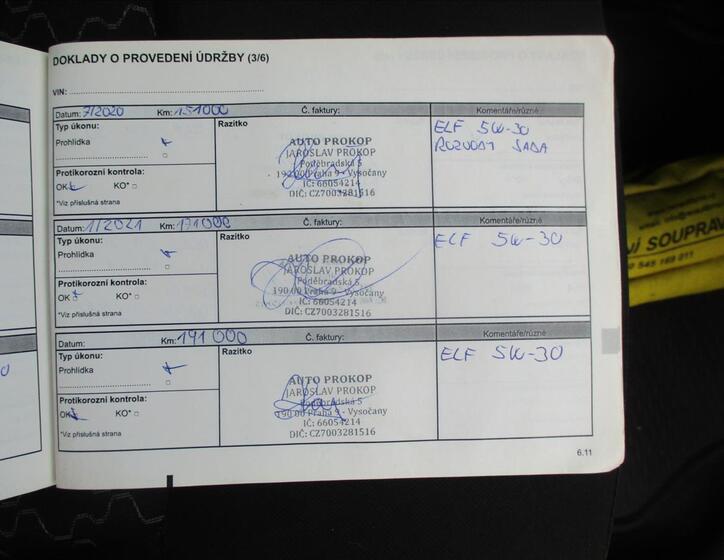 DOKLADY O PROVEDENÍ ÚDRŽBY (3/6)
VIN:
Datum: 7/2020 Km: 151000 Č. faktury: Komentáře/různé
Typ úkonu: Razítko ELF 5W-30
Prohlídka ROZVODY SADA
AUTO PROKOP
JAROSLAV PROKOP
Poděbradská 5
190 00 Praha 9 - Vysočany
IČ: 66054214
DIČ: CZ7003281516
Protikorozní kontrola:
OK KO*
*Viz příslušná strana
Datum: 1/2021 Km: 171000 Č. faktury: Komentáře/různé
Typ úkonu: Razítko ELF 5W-30
Prohlídka
AUTO PROKOP
JAROSLAV PROKOP
Poděbradská 5
190 00 Praha 9 - Vysočany
IČ: 66054214
DIČ: CZ7003281516
Protikorozní kontrola:
OK KO*
*Viz příslušná strana
Datum: Km: 191 000 Č. faktury: Komentáře/různé
Typ úkonu: Razítko ELF 5W-30
Prohlídka
AUTO PROKOP
JAROSLAV PROKOP
Poděbradská 5
190 00 Praha 9 - Vysočany
IČ: 66054214
DIČ: CZ7003281516
Protikorozní kontrola:
OK KO*
*Viz příslušná strana
6.11
SOUPRAV
545 169 011